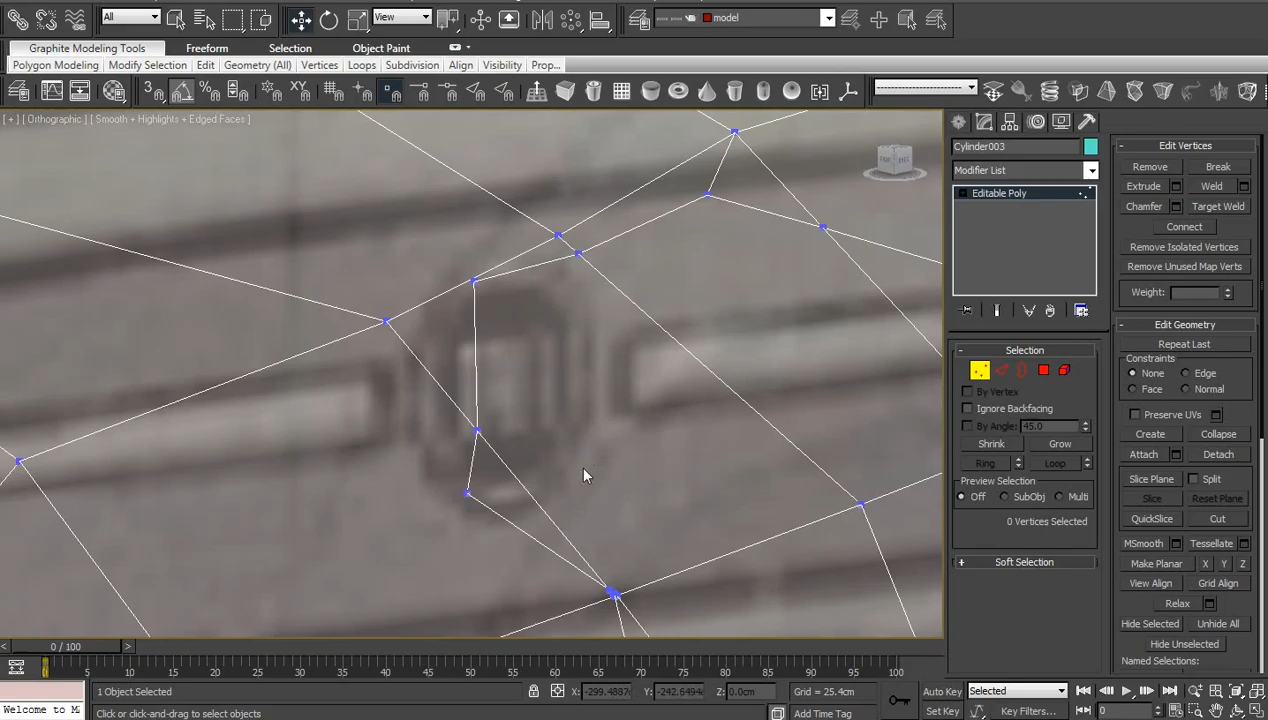 All
View
model
Graphite Modeling Tools
Freeform
Selection
Object Paint
Polygon Modeling
Modify Selection
Edit
Geometry (All)
Vertices
Loops
Subdivision
Align
Visibility
Prop...
3
%
XY
[ + ] [ Orthographic ] [ Smooth + Highlights + Edged Faces ]
Cylinder003
Modifier List
Editable Poly
Selection
By Vertex
Ignore Backfacing
By Angle: 45.0
Shrink
Grow
Ring
Loop
Preview Selection
Off
SubObj
Multi
0 Vertices Selected
Soft Selection
Edit Vertices
Remove
Break
Extrude
Weld
Chamfer
Target Weld
Connect
Remove Isolated Vertices
Remove Unused Map Verts
Weight:
Edit Geometry
Repeat Last
Constraints
None
Edge
Face
Normal
Preserve UVs
Create
Collapse
Attach
Detach
Slice Plane
Split
Slice
Reset Plane
QuickSlice
Cut
MSmooth
Tessellate
Make Planar
X
Y
Z
View Align
Grid Align
Relax
Hide Selected
Unhide All
Hide Unselected
Named Selections:
< 0 / 100 >
5 10 15 20 25 30 35 40 45 50 55 60 65 70 75 80 85 90 95 100
1 Object Selected
X: -299.4887
Y: -242.6494
Z: 0.0cm
Grid = 25.4cm
Auto Key
Selected
Welcome to
Click or click-and-drag to select objects
Add Time Tag
Set Key
Key Filters...
0